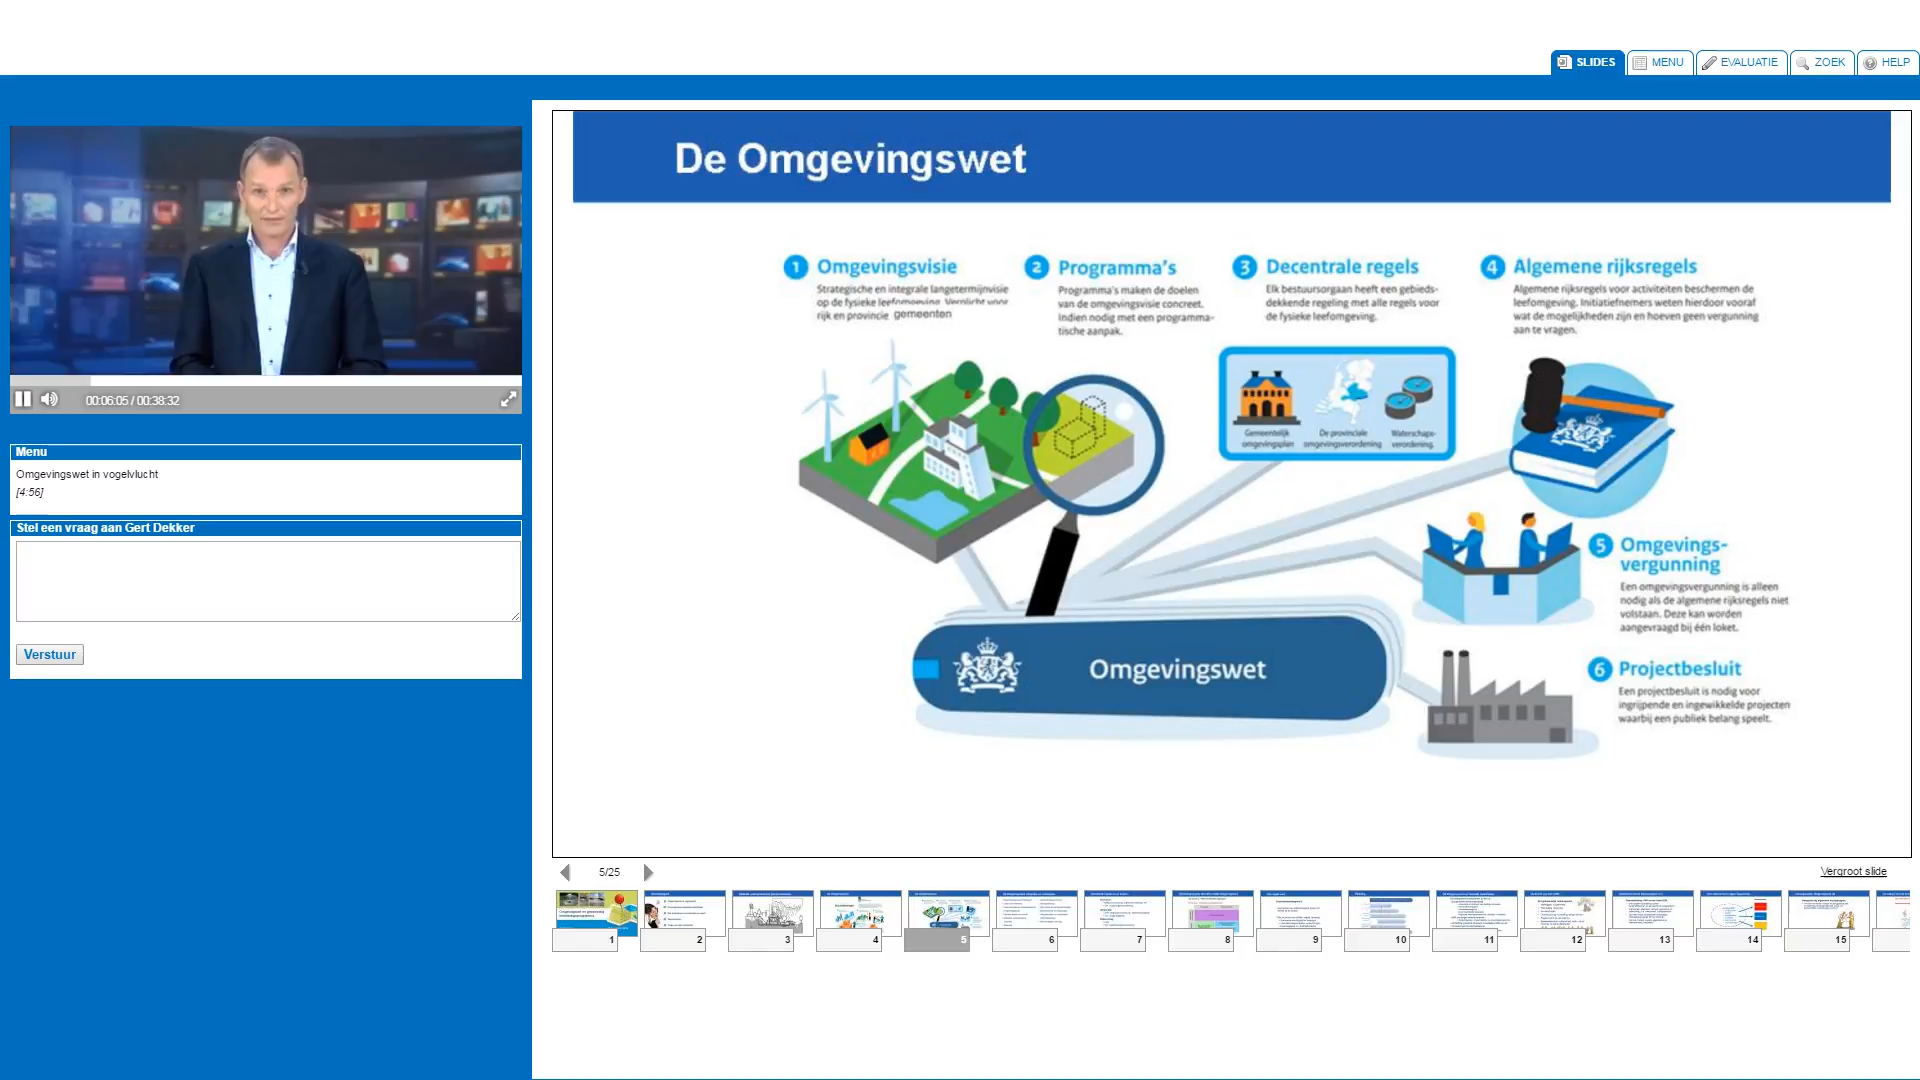 SLIDES
MENU
EVALUATIE
ZOEK
HELP
00:06:05 / 00:38:32
Menu
Omgevingswet in vogelvlucht
[4:56]
Stel een vraag aan Gert Dekker
Verstuur
De Omgevingswet
1 Omgevingsvisie
Strategische en integrale langetermijnvisie
op de fysieke leefomgeving. Verplicht voor
rijk en provincie gemeenten
2 Programma's
Programma's maken de doelen
van de omgevingsvisie concreet.
Indien nodig met een programma-
tische aanpak.
3 Decentrale regels
Elk bestuursorgaan heeft een gebieds-
dekkende regeling met alle regels voor
de fysieke leefomgeving.
4 Algemene rijksregels
Algemene rijksregels voor activiteiten beschermen de
leefomgeving. Initiatiefnemers weten hierdoor vooraf
wat de mogelijkheden zijn en hoeven geen vergunning
aan te vragen.
Gemeentelijk
omgevingsplan
De provinciale
omgevingsverordening
Waterschaps-
verordening.
5 Omgevings-
vergunning
Een omgevingsvergunning is alleen
nodig als de algemene rijksregels niet
volstaan. Deze kan worden
aangevraagd bij één loket.
Omgevingswet
6 Projectbesluit
Een projectbesluit is nodig voor
ingrijpende en ingewikkelde projecten
waarbij een publiek belang speelt.
5/25
Vergroot slide
1
2
3
4
5
6
7
8
9
10
11
12
13
14
15